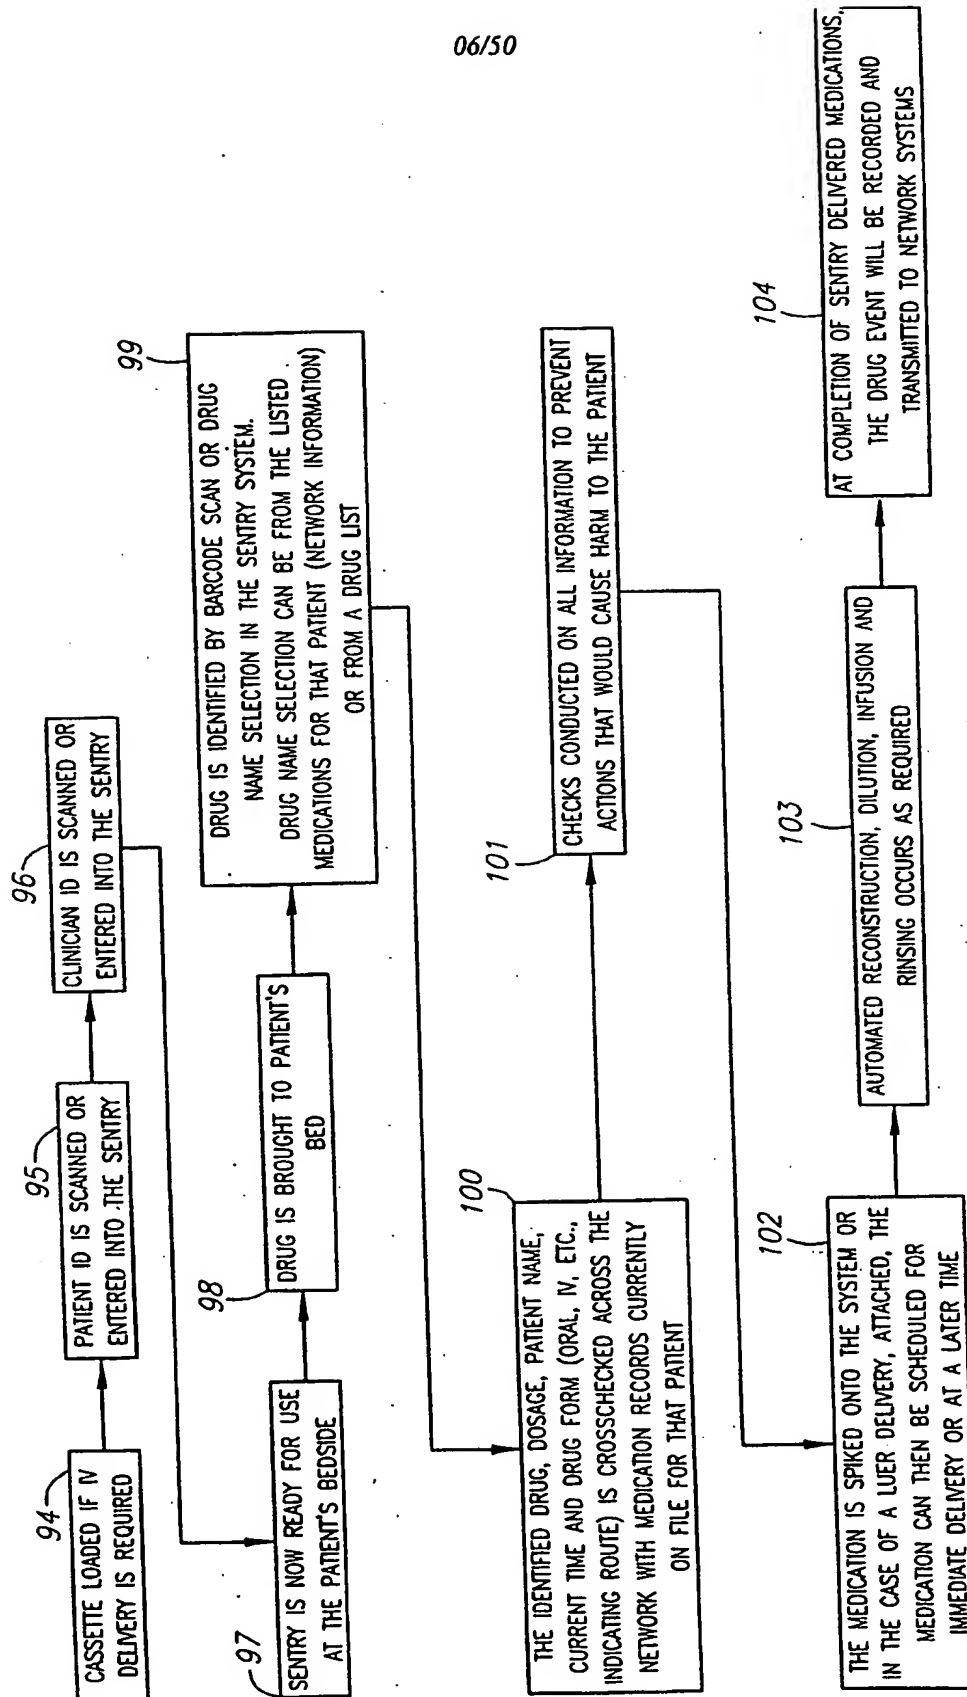 06/50
94
CASSETTE LOADED IF IV
DELIVERY IS REQUIRED
95
PATIENT ID IS SCANNED OR
ENTERED INTO THE SENTRY
96
CLINICIAN ID IS SCANNED OR
ENTERED INTO THE SENTRY
97
SENTRY IS NOW READY FOR USE
AT THE PATIENT'S BEDSIDE
98
DRUG IS BROUGHT TO PATIENT'S
BED
99
DRUG IS IDENTIFIED BY BARCODE SCAN OR DRUG
NAME SELECTION IN THE SENTRY SYSTEM.
DRUG NAME SELECTION CAN BE FROM THE LISTED
MEDICATIONS FOR THAT PATIENT (NETWORK INFORMATION)
OR FROM A DRUG LIST
100
THE IDENTIFIED DRUG, DOSAGE, PATIENT NAME,
CURRENT TIME AND DRUG FORM (ORAL, IV, ETC.,
INDICATING ROUTE) IS CROSSCHECKED ACROSS THE
NETWORK WITH MEDICATION RECORDS CURRENTLY
ON FILE FOR THAT PATIENT
101
CHECKS CONDUCTED ON ALL INFORMATION TO PREVENT
ACTIONS THAT WOULD CAUSE HARM TO THE PATIENT
102
THE MEDICATION IS SPIKED ONTO THE SYSTEM OR
IN THE CASE OF A LUER DELIVERY, ATTACHED, THE
MEDICATION CAN THEN BE SCHEDULED FOR
IMMEDIATE DELIVERY OR AT A LATER TIME
103
AUTOMATED RECONSTRUCTION, DILUTION, INFUSION AND
RINSING OCCURS AS REQUIRED
104
AT COMPLETION OF SENTRY DELIVERED MEDICATIONS,
THE DRUG EVENT WILL BE RECORDED AND
TRANSMITTED TO NETWORK SYSTEMS